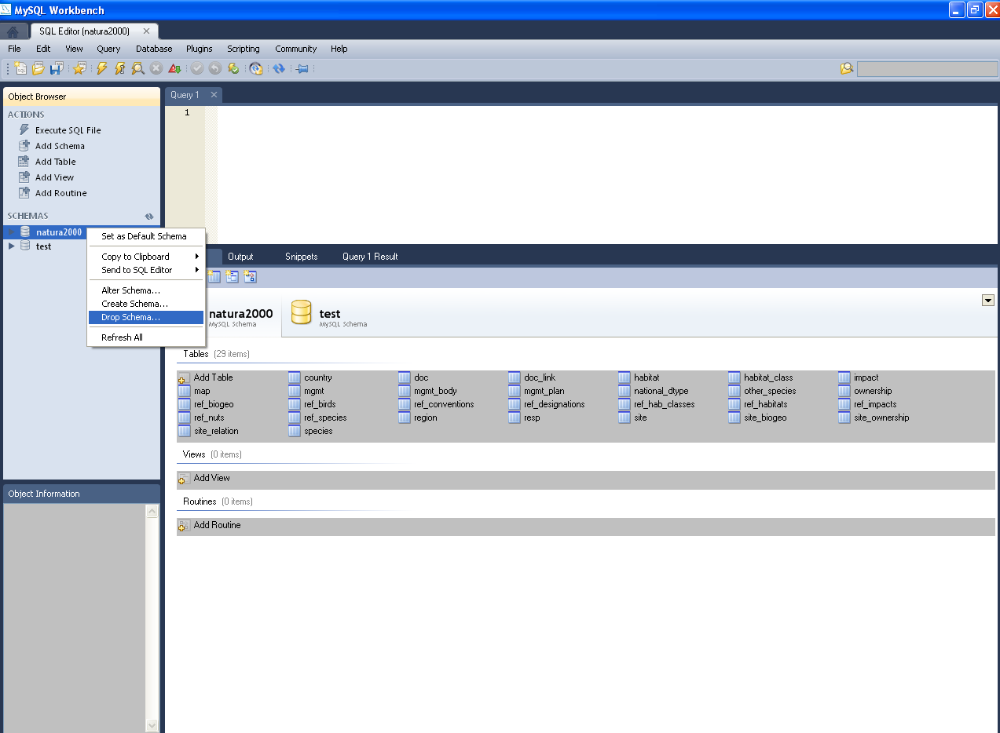 MySQL Workbench
SQL Editor (natura2000)
File Edit View Query Database Plugins Scripting Community Help
Object Browser
Query 1
ACTIONS
1
Execute SQL File
Add Schema
Add Table
Add View
Add Routine
SCHEMAS
natura2000
test
Set as Default Schema
Copy to Clipboard
Send to SQL Editor
Alter Schema...
Create Schema...
Drop Schema...
Refresh All
Output Snippets Query 1 Result
natura2000
MySQL Schema
test
MySQL Schema
Tables (29 items)
Add Table country doc doc_link habitat habitat_class impact
map mgmt mgmt_body mgmt_plan national_dtype other_species ownership
ref_biogeo ref_birds ref_conventions ref_designations ref_hab_classes ref_habitats ref_impacts
ref_nuts ref_species region resp site site_biogeo site_ownership
site_relation species
Views (0 items)
Add View
Routines (0 items)
Add Routine
Object Information